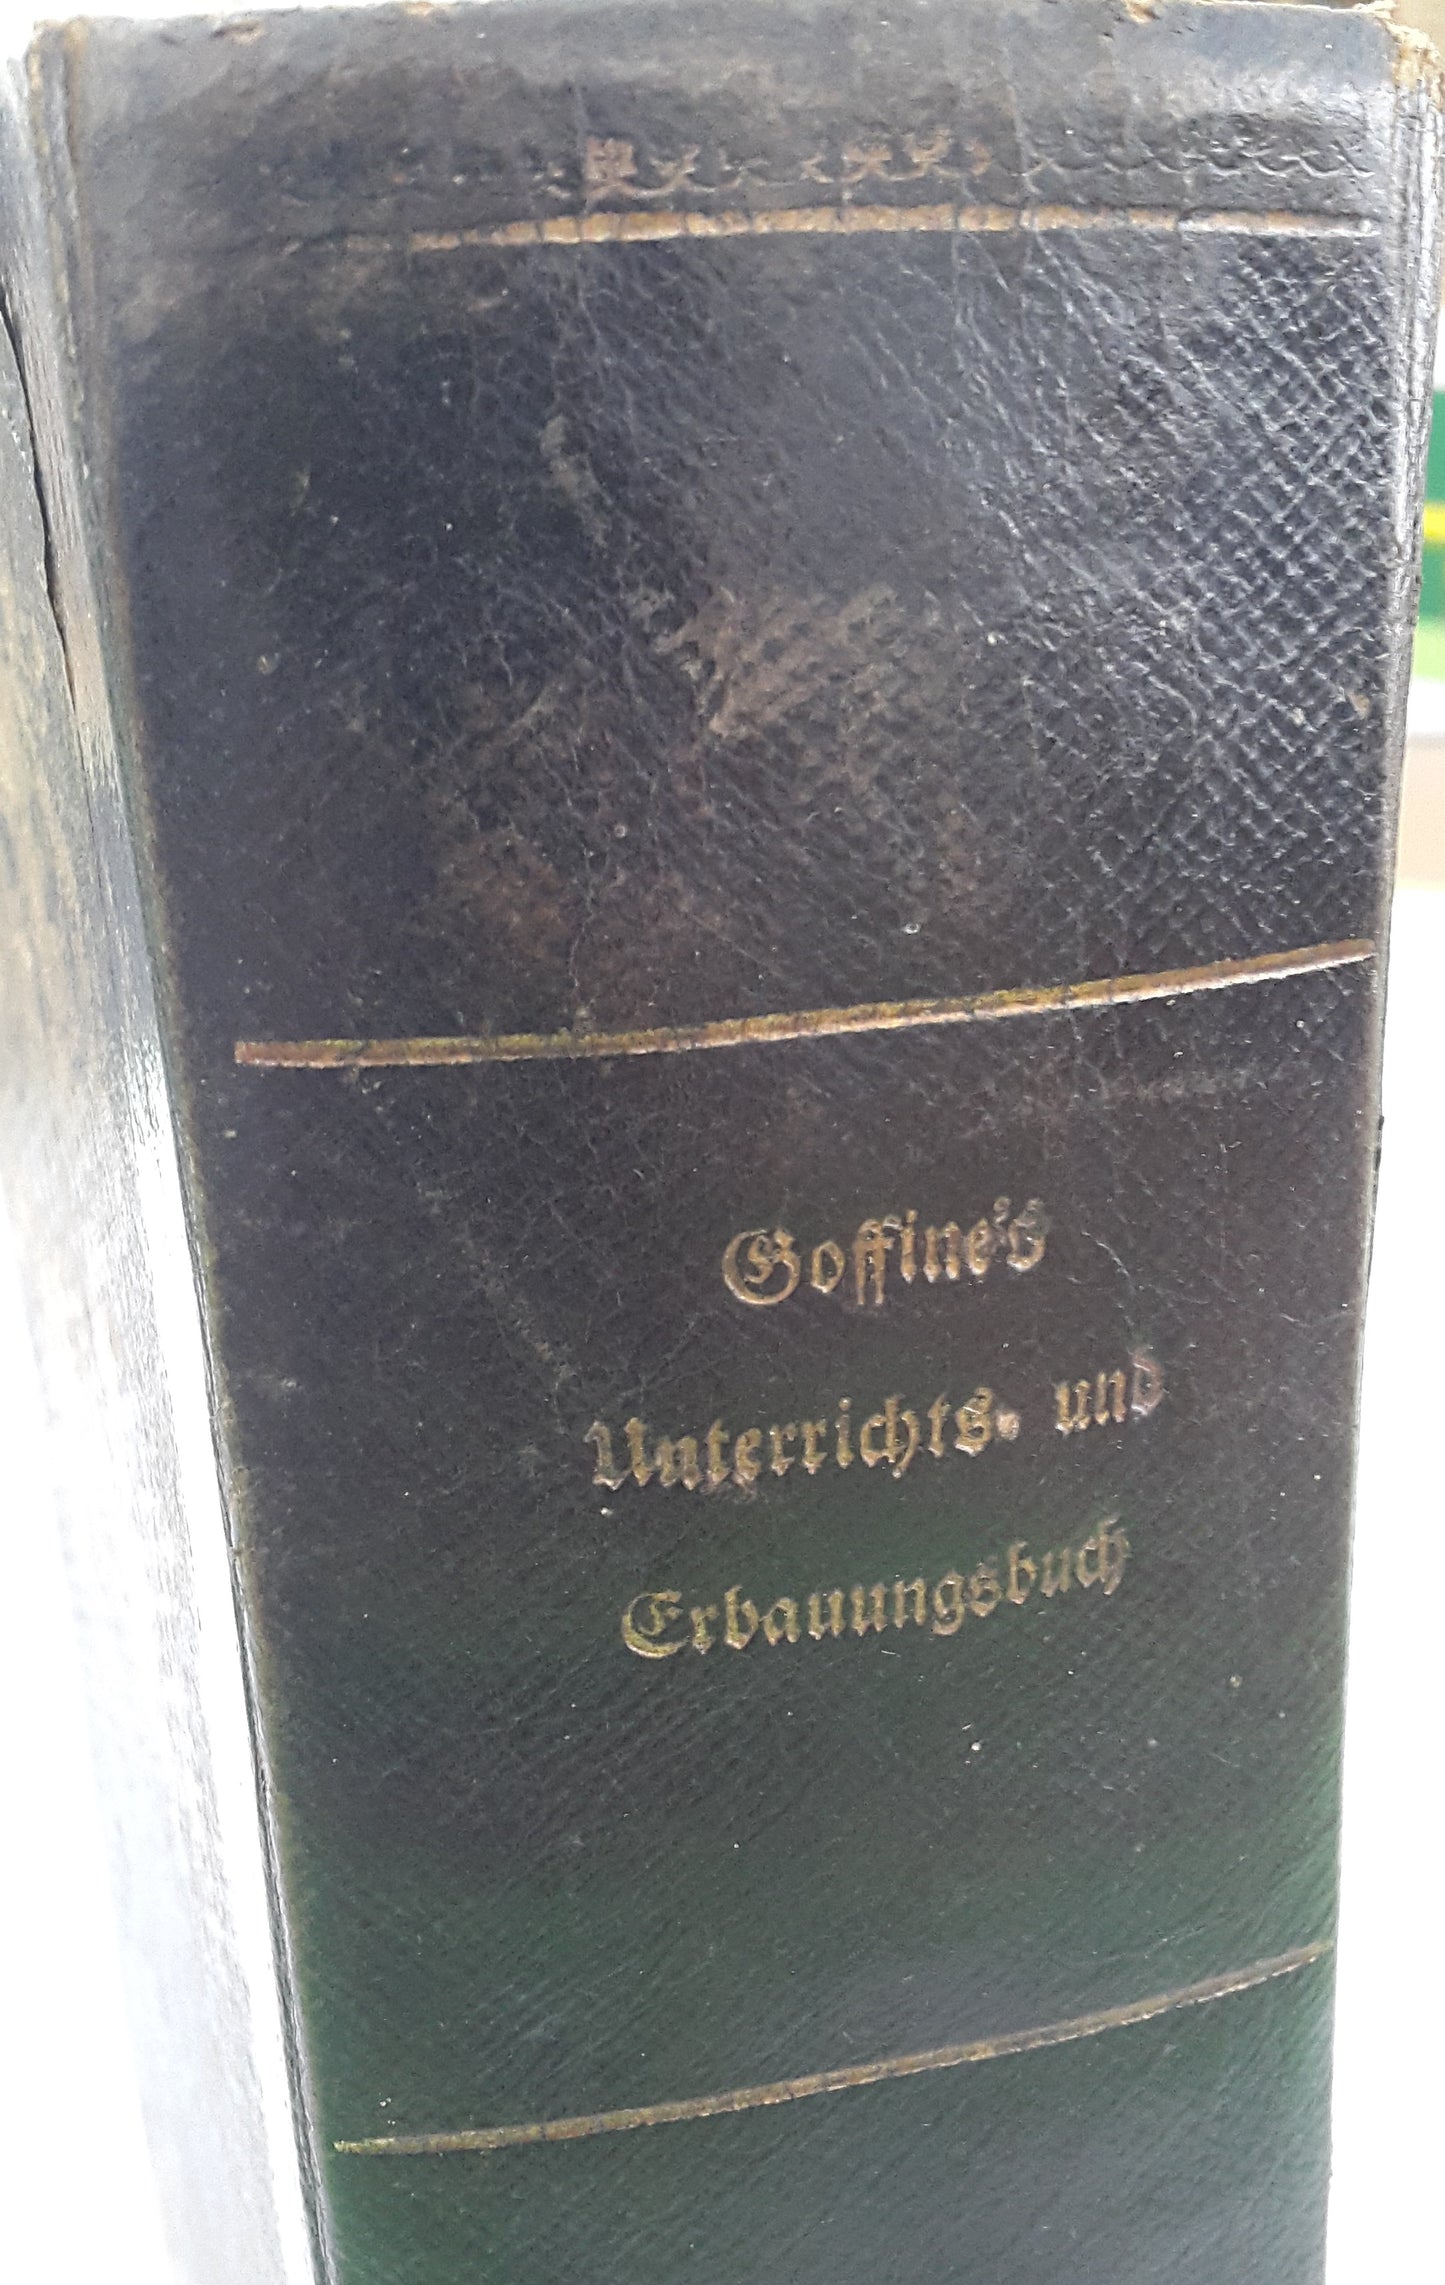 Goffine's
Unterrichts- und
Erbauungsbuch